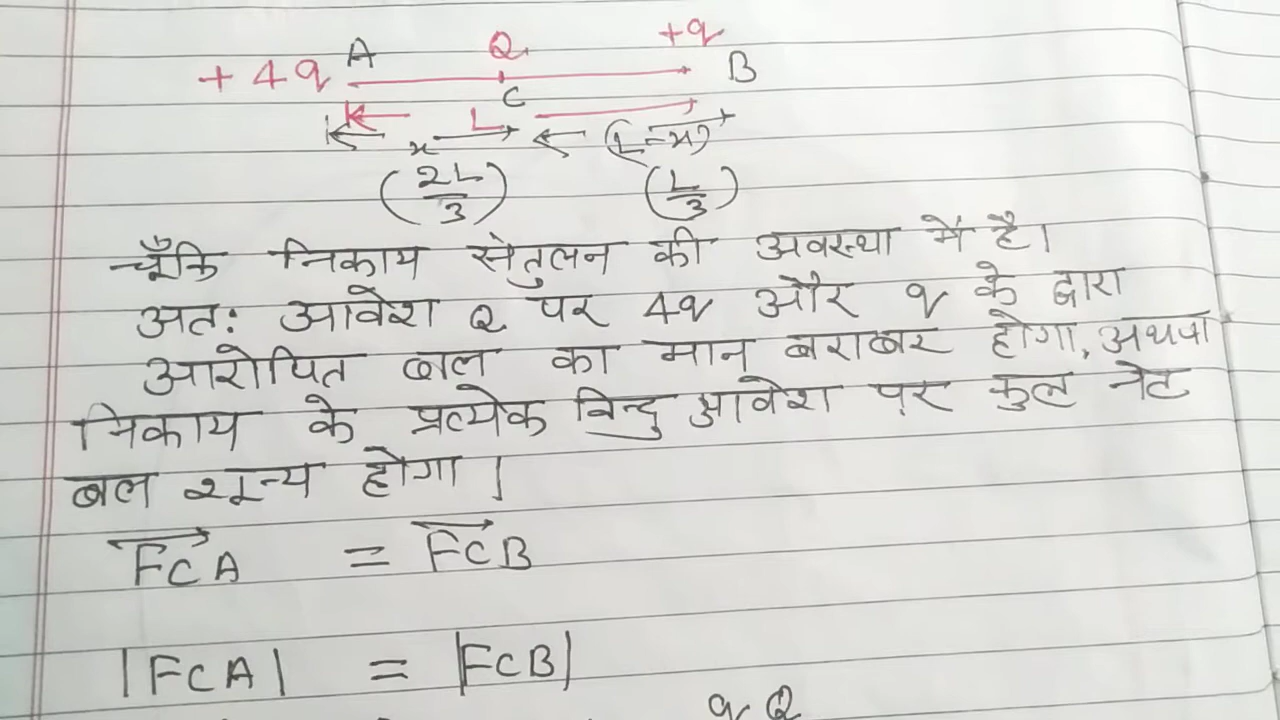 A Q +q
+ 4q B
C
L
x (L-x)
(2L/3) (L/3)
चूँकि निकाय संतुलन की अवस्था में है।
अतः आवेश Q पर 4q और q के द्वारा
आरोपित बल का मान बराबर होगा, अथवा
निकाय के प्रत्येक बिन्दु आवेश पर कुल नेट
बल शून्य होगा।
FCA = FCB
|FCA| = |FCB|
q Q